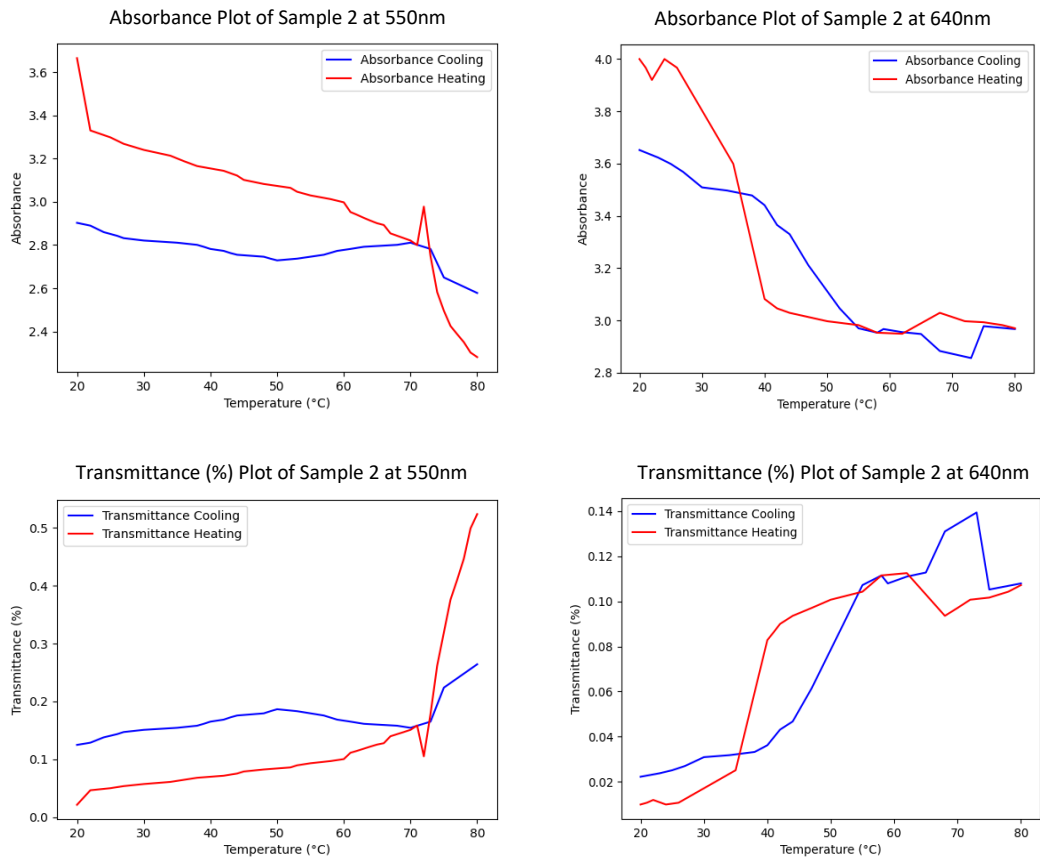 Absorbance Plot of Sample 2 at 550nm
Absorbance
3.6
3.4
3.2
3.0
2.8
2.6
2.4
Absorbance Cooling
Absorbance Heating
20 30 40 50 60 70 80
Temperature (°C)
Absorbance Plot of Sample 2 at 640nm
Absorbance
4.0
3.8
3.6
3.4
3.2
3.0
2.8
Absorbance Cooling
Absorbance Heating
20 30 40 50 60 70 80
Temperature (°C)
Transmittance (%) Plot of Sample 2 at 550nm
Transmittance (%)
0.5
0.4
0.3
0.2
0.1
0.0
Transmittance Cooling
Transmittance Heating
20 30 40 50 60 70 80
Temperature (°C)
Transmittance (%) Plot of Sample 2 at 640nm
Transmittance (%)
0.14
0.12
0.10
0.08
0.06
0.04
0.02
Transmittance Cooling
Transmittance Heating
20 30 40 50 60 70 80
Temperature (°C)